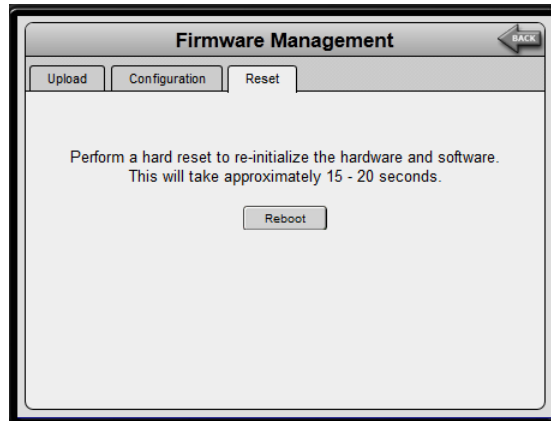 Firmware Management
BACK
Upload
Configuration
Reset
Perform a hard reset to re-initialize the hardware and software.
This will take approximately 15 - 20 seconds.
Reboot